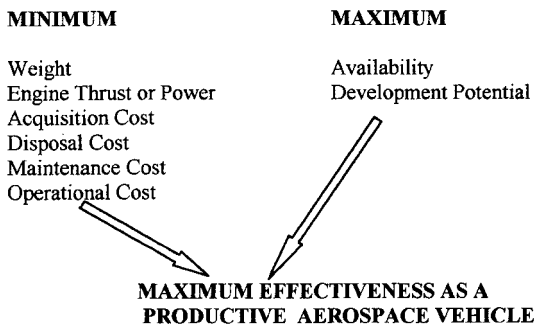 MINIMUM
Weight
Engine Thrust or Power
Acquisition Cost
Disposal Cost
Maintenance Cost
Operational Cost
MAXIMUM
Availability
Development Potential
MAXIMUM EFFECTIVENESS AS A
PRODUCTIVE AEROSPACE VEHICLE